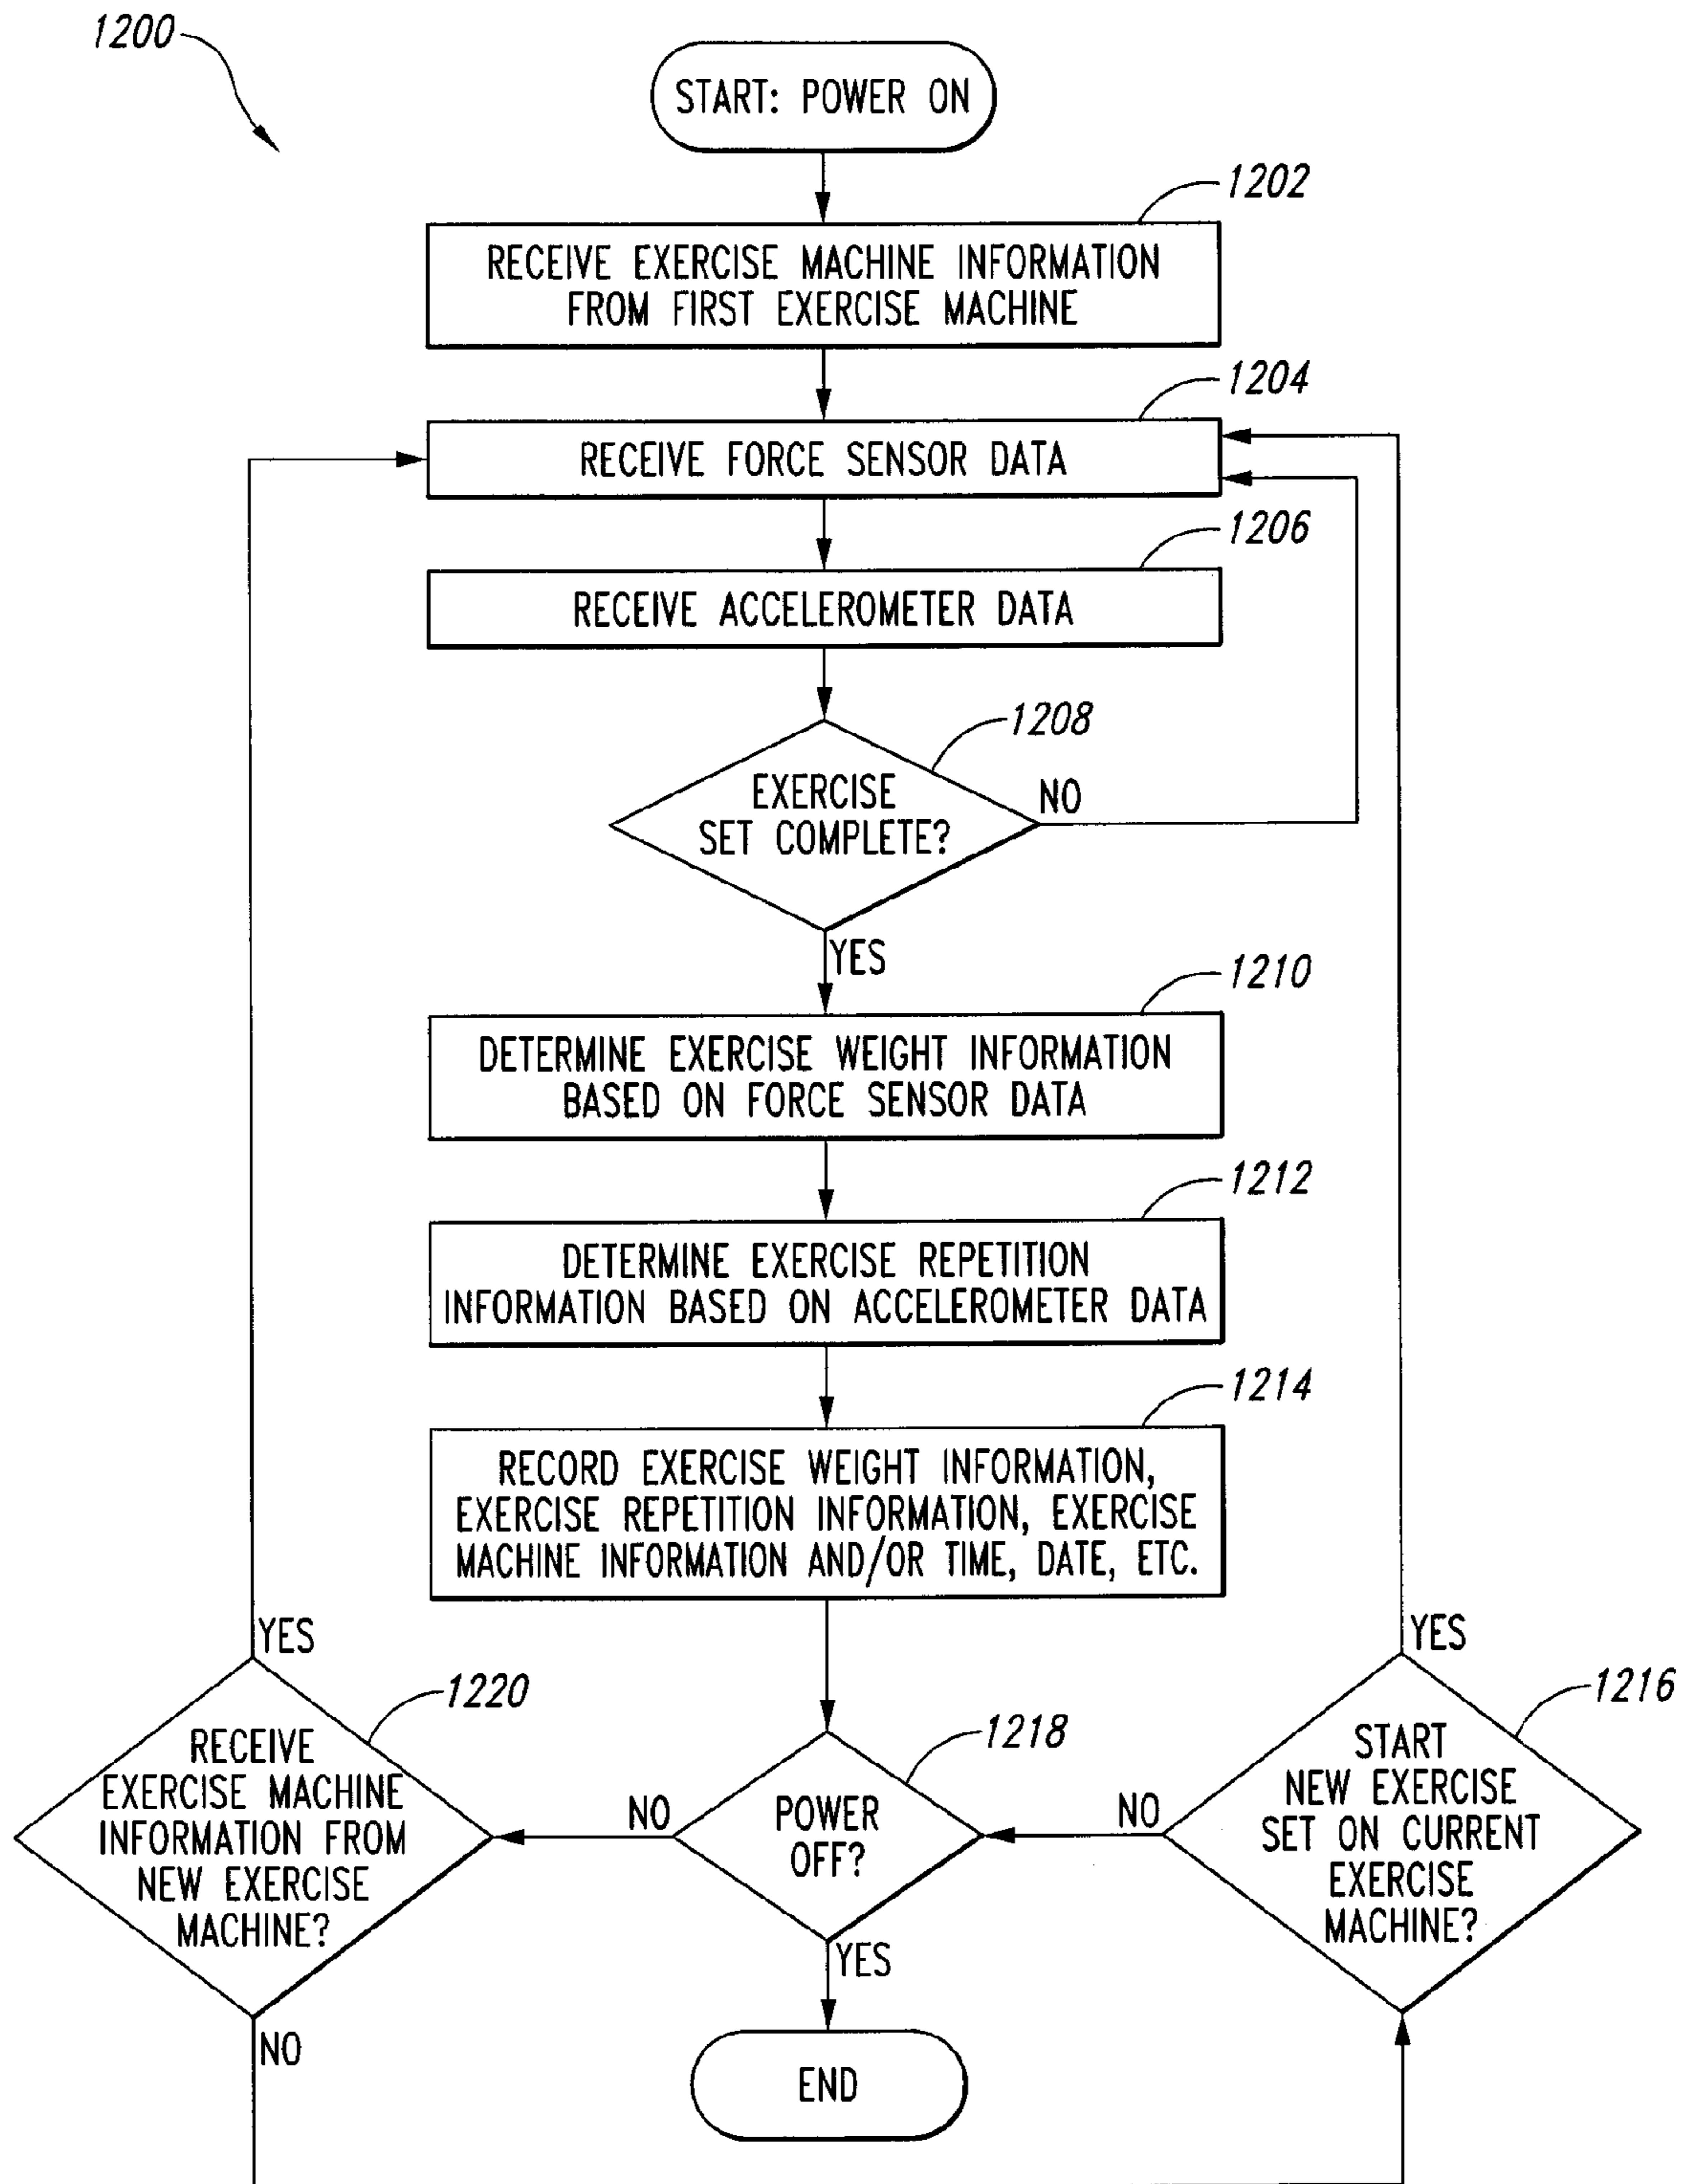 1200
START: POWER ON
1202
RECEIVE EXERCISE MACHINE INFORMATION
FROM FIRST EXERCISE MACHINE
1204
RECEIVE FORCE SENSOR DATA
1206
RECEIVE ACCELEROMETER DATA
1208
EXERCISE
SET COMPLETE?
NO
YES
1210
DETERMINE EXERCISE WEIGHT INFORMATION
BASED ON FORCE SENSOR DATA
1212
DETERMINE EXERCISE REPETITION
INFORMATION BASED ON ACCELEROMETER DATA
1214
RECORD EXERCISE WEIGHT INFORMATION,
EXERCISE REPETITION INFORMATION, EXERCISE
MACHINE INFORMATION AND/OR TIME, DATE, ETC.
YES
1220
RECEIVE
EXERCISE MACHINE
INFORMATION FROM
NEW EXERCISE
MACHINE?
NO
NO
1218
POWER
OFF?
YES
NO
YES
1216
START
NEW EXERCISE
SET ON CURRENT
EXERCISE
MACHINE?
END